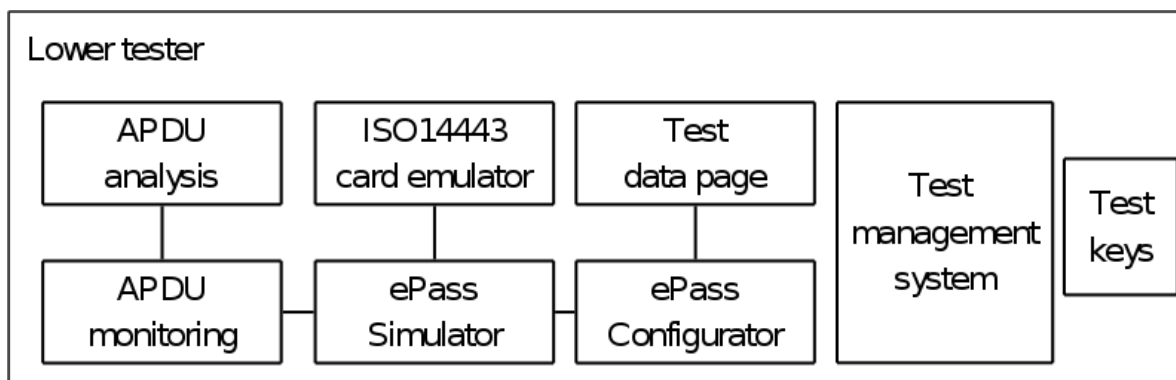 Lower tester
APDU
analysis
ISO14443
card emulator
Test
data page
APDU
monitoring
ePass
Simulator
ePass
Configurator
Test
management
system
Test
keys